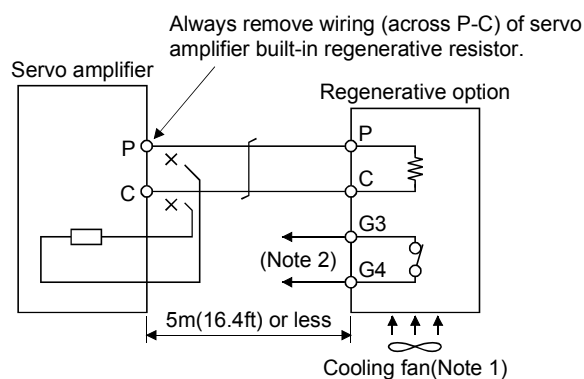 Always remove wiring (across P-C) of servo
amplifier built-in regenerative resistor.
Servo amplifier
Regenerative option
P
P
C
C
G3
(Note 2)
G4
5m(16.4ft) or less
Cooling fan(Note 1)